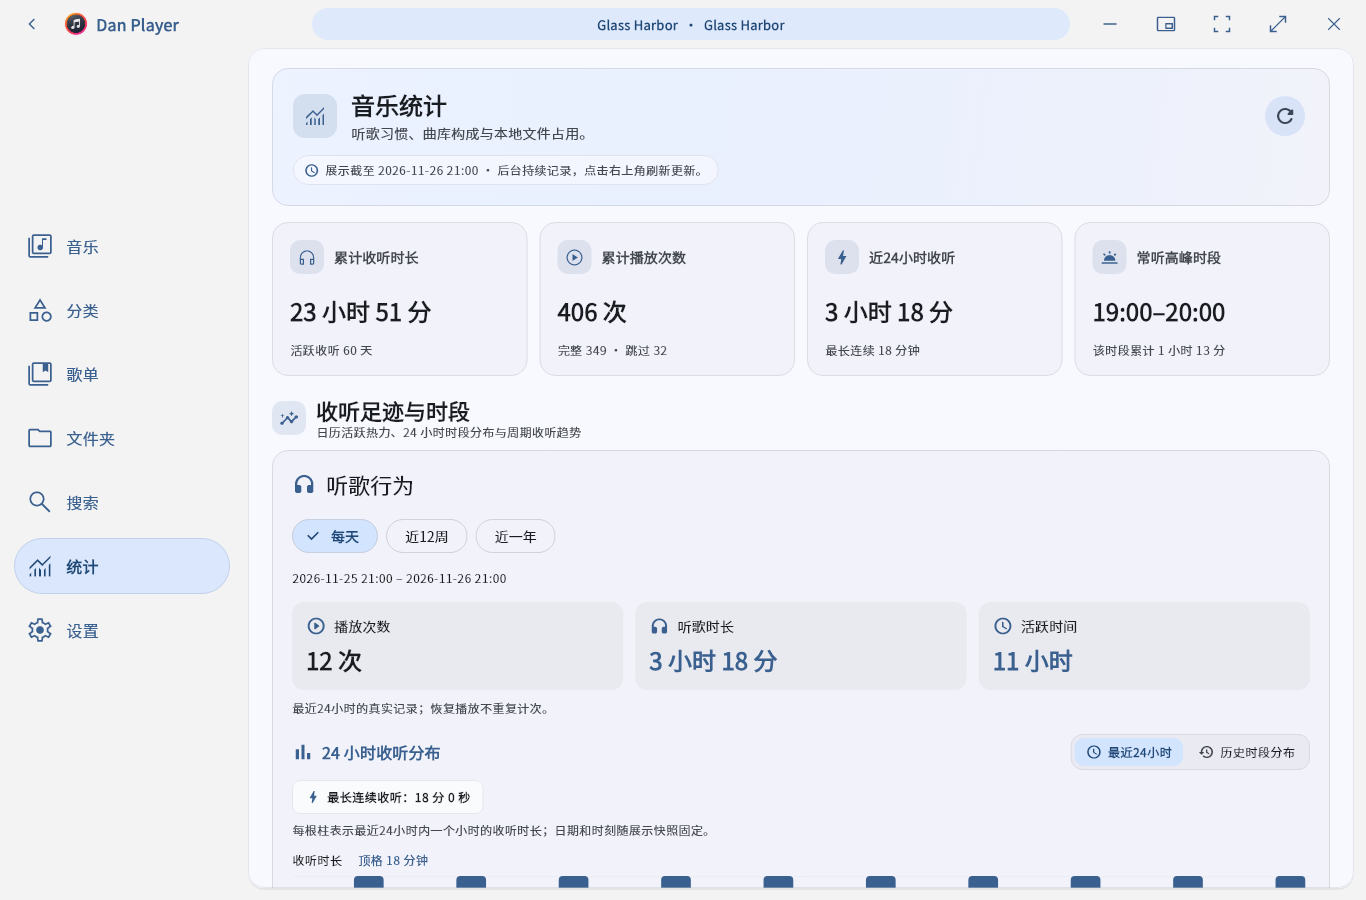 Dan Player
Glass Harbor • Glass Harbor
音乐
分类
歌单
文件夹
搜索
统计
设置
音乐统计
听歌习惯、曲库构成与本地文件占用。
展示截至 2026-11-26 21:00 • 后台持续记录，点击右上角刷新更新。
累计收听时长
23 小时 51 分
活跃收听 60 天
累计播放次数
406 次
完整 349 • 跳过 32
近24小时收听
3 小时 18 分
最长连续 18 分钟
常听高峰时段
19:00–20:00
该时段累计 1 小时 13 分
收听足迹与时段
日历活跃热力、24 小时时段分布与周期收听趋势
听歌行为
每天
近12周
近一年
2026-11-25 21:00 – 2026-11-26 21:00
播放次数
12 次
听歌时长
3 小时 18 分
活跃时间
11 小时
最近24小时的真实记录；恢复播放不重复计次。
24 小时收听分布
最近24小时
历史时段分布
最长连续收听：18 分 0 秒
每根柱表示最近24小时内一个小时的收听时长；日期和时刻随展示快照固定。
收听时长 顶格 18 分钟